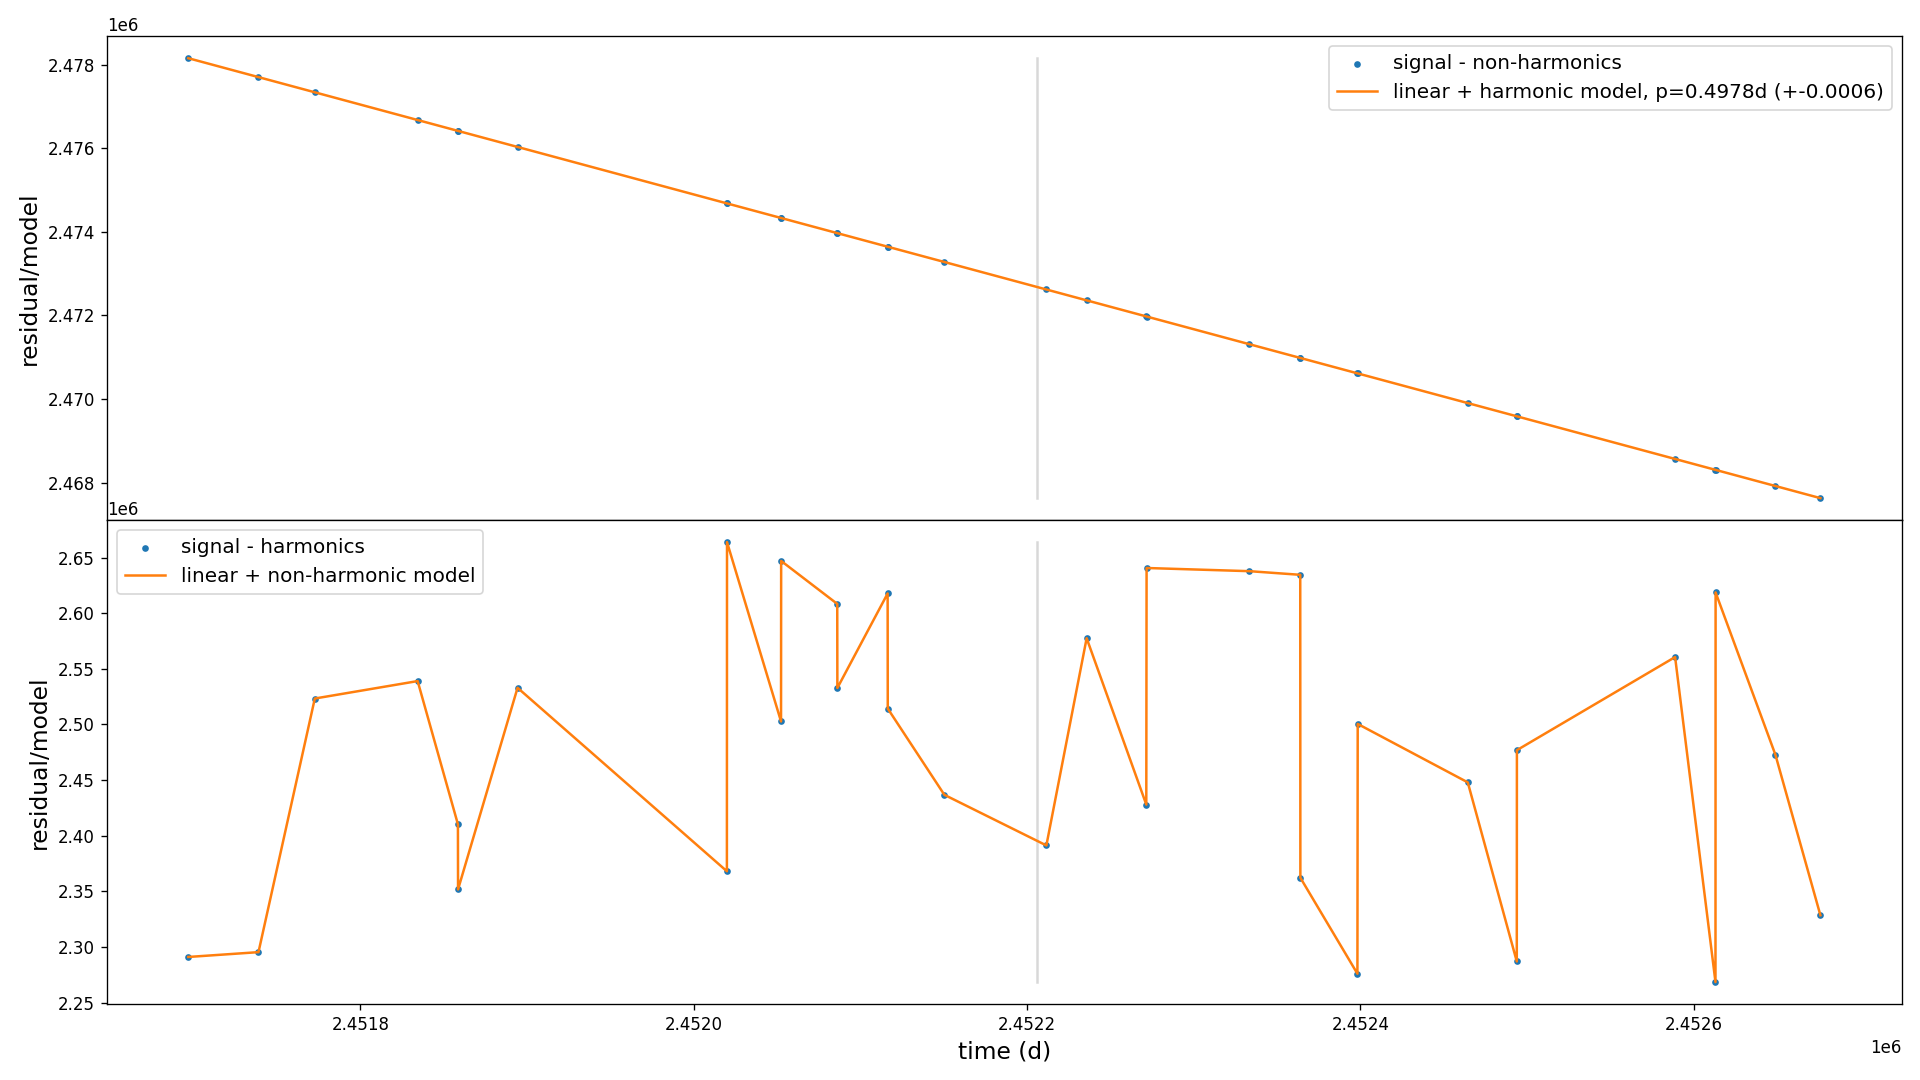 1e6
2.478
2.476
2.474
2.472
2.470
2.468
residual/model
signal - non-harmonics
linear + harmonic model, p=0.4978d (+-0.0006)
1e6
2.65
2.60
2.55
2.50
2.45
2.40
2.35
2.30
2.25
residual/model
signal - harmonics
linear + non-harmonic model
2.4518
2.4520
2.4522
2.4524
2.4526
1e6
time (d)